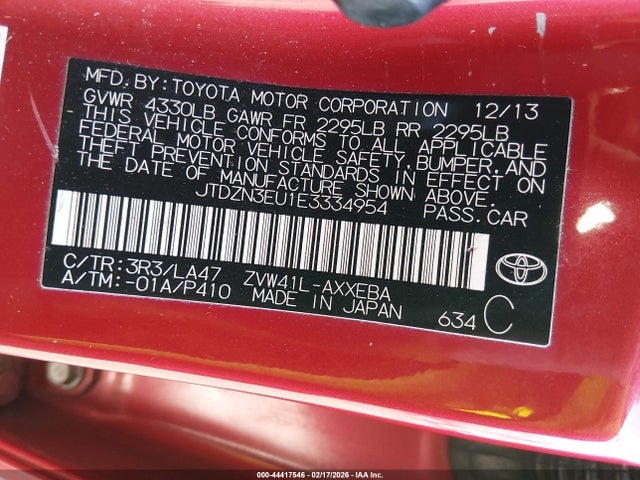 MFD. BY: TOYOTA MOTOR CORPORATION 12/13
GVWR 4330LB GAWR FR 2295LB RR 2295LB
THIS VEHICLE CONFORMS TO ALL APPLICABLE
FEDERAL MOTOR VEHICLE SAFETY, BUMPER, AND
THEFT PREVENTION STANDARDS IN EFFECT ON
THE DATE OF MANUFACTURE SHOWN ABOVE.
JTDZN3EU1E3334954 PASS. CAR
C/TR: 3R3/LA47 ZVW41L-AXXEBA
A/TM: -01A/P410 MADE IN JAPAN
634 C
000-44417546 - 02/17/2026 - IAA Inc.